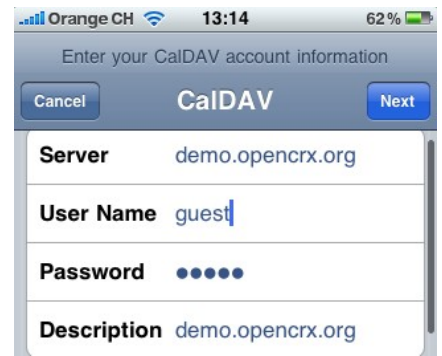 Orange CH 13:14 62%
Enter your CalDAV account information
Cancel CalDAV Next
Server demo.opencrx.org
User Name guest
Password •••••
Description demo.opencrx.org